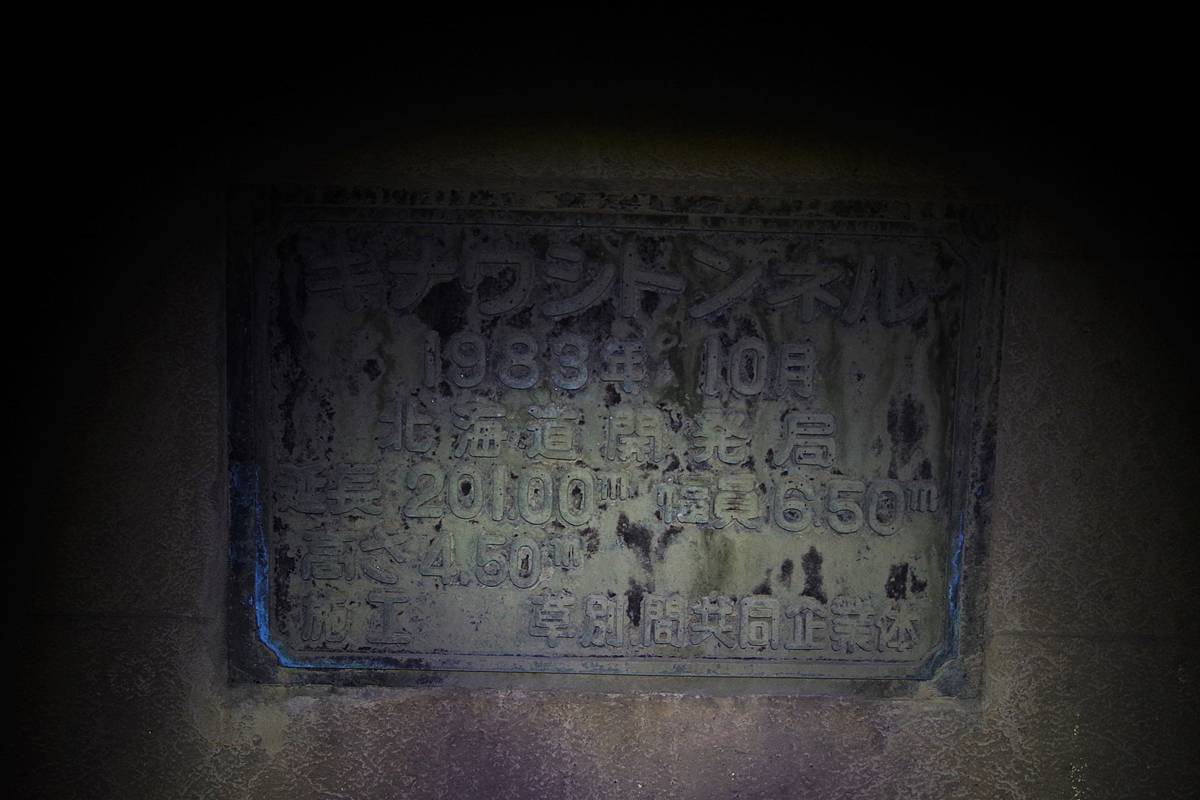 キナウシトンネル
1983年 10月
北海道開発局
延長 201.00m 幅員 6.50m
高さ 4.50m
施工 草別間共同企業体